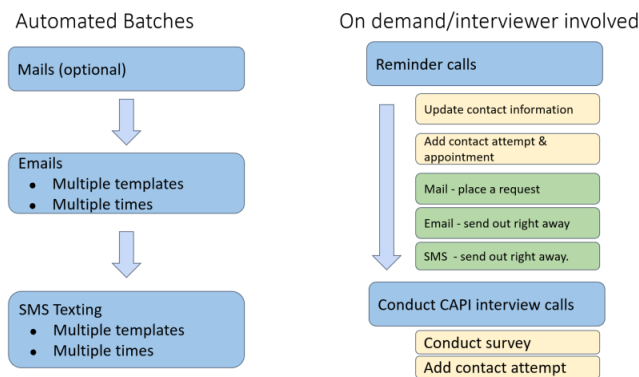 Automated Batches
Mails (optional)
Emails
• Multiple templates
• Multiple times
SMS Texting
• Multiple templates
• Multiple times
On demand/interviewer involved
Reminder calls
Update contact information
Add contact attempt &
appointment
Mail - place a request
Email - send out right away
SMS  - send out right away.
Conduct CAPI interview calls
Conduct survey
Add contact attempt